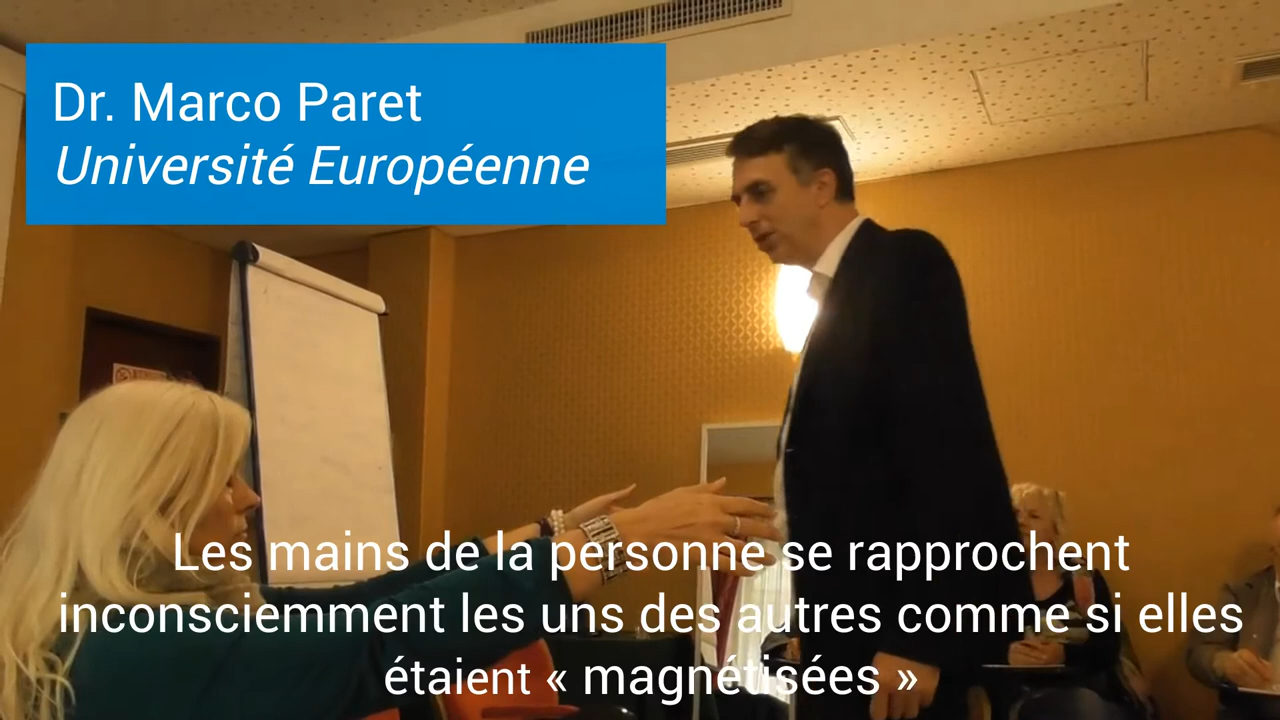 Dr. Marco Paret
Université Européenne
Les mains de la personne se rapprochent
inconsciemment les uns des autres comme si elles
étaient « magnétisées »